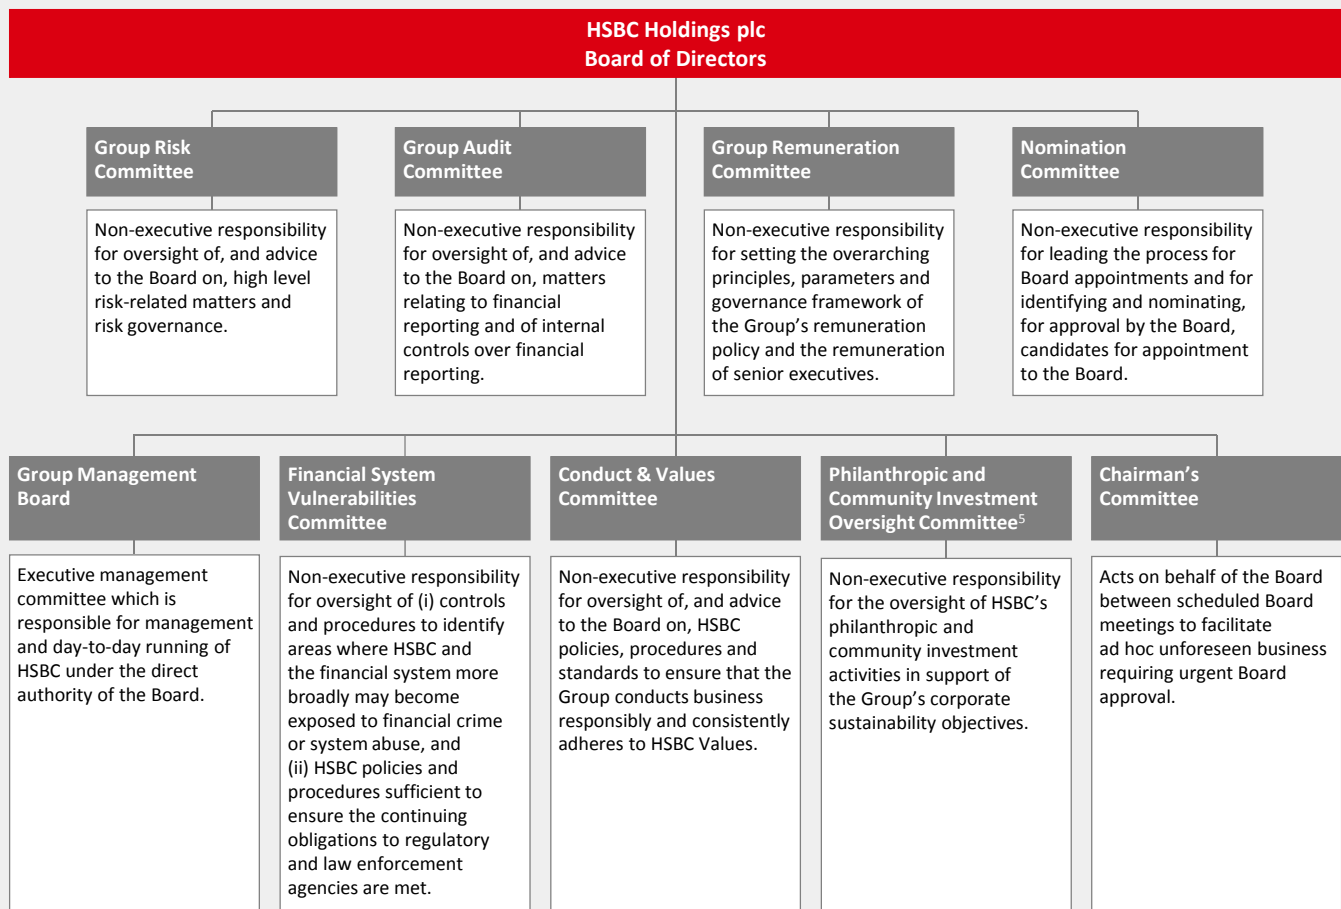 HSBC Holdings plc
Board of Directors
Group Risk
Committee
Non-executive responsibility
for oversight of, and advice
to the Board on, high level
risk-related matters and
risk governance.
Group Audit
Committee
Non-executive responsibility
for oversight of, and advice
to the Board on, matters
relating to financial
reporting and of internal
controls over financial
reporting.
Group Remuneration
Committee
Non-executive responsibility
for setting the overarching
principles, parameters and
governance framework of
the Group’s remuneration
policy and the remuneration
of senior executives.
Nomination
Committee
Non-executive responsibility
for leading the process for
Board appointments and for
identifying and nominating,
for approval by the Board,
candidates for appointment
to the Board.
Group Management
Board
Executive management
committee which is
responsible for management
and day-to-day running of
HSBC under the direct
authority of the Board.
Financial System
Vulnerabilities
Committee
Non-executive responsibility
for oversight of (i) controls
and procedures to identify
areas where HSBC and
the financial system more
broadly may become
exposed to financial crime
or system abuse, and
(ii) HSBC policies and
procedures sufficient to
ensure the continuing
obligations to regulatory
and law enforcement
agencies are met.
Conduct & Values
Committee
Non-executive responsibility
for oversight of, and advice
to the Board on, HSBC
policies, procedures and
standards to ensure that the
Group conducts business
responsibly and consistently
adheres to HSBC Values.
Philanthropic and
Community Investment
Oversight Committee⁵
Non-executive responsibility
for the oversight of HSBC’s
philanthropic and
community investment
activities in support of
the Group’s corporate
sustainability objectives.
Chairman’s
Committee
Acts on behalf of the Board
between scheduled Board
meetings to facilitate
ad hoc unforeseen business
requiring urgent Board
approval.